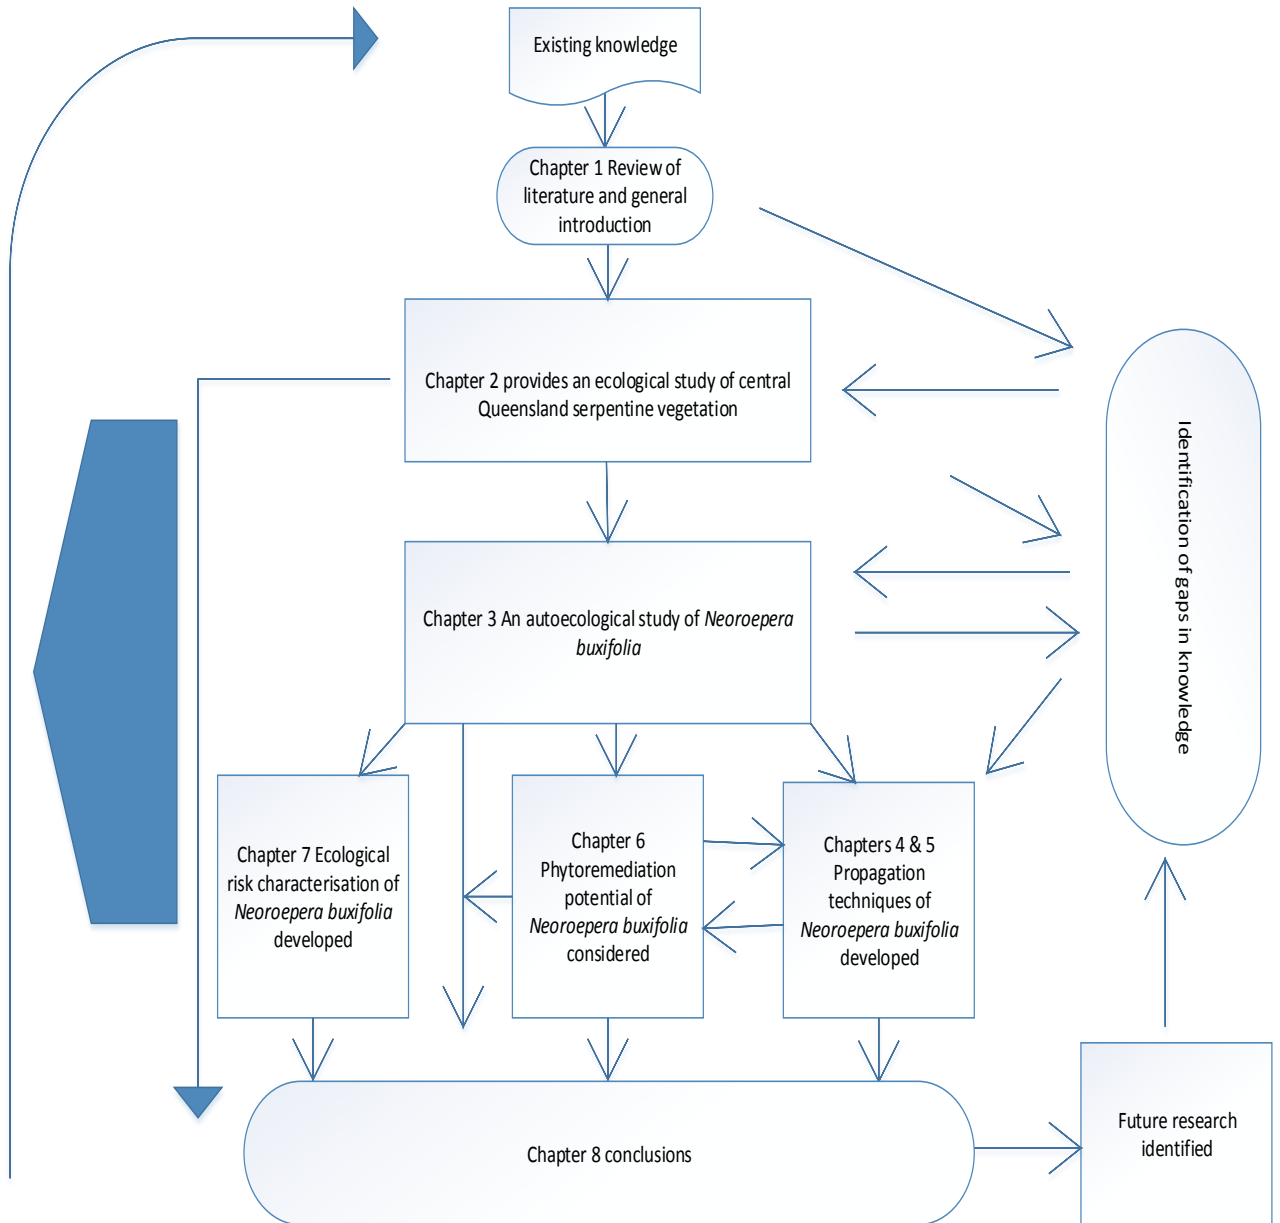 Existing knowledge
Chapter 1 Review of
literature and general
introduction
Chapter 2 provides an ecological study of central
Queensland serpentine vegetation
Identification of gaps in knowledge
Chapter 3 An autoecological study of Neoroepera
buxifolia
Chapter 7 Ecological
risk characterisation of
Neoroepera buxifolia
developed
Chapter 6
Phytoremediation
potential of
Neoroepera buxifolia
considered
Chapters 4 & 5
Propagation
techniques of
Neoroepera buxifolia
developed
Chapter 8 conclusions
Future research
identified